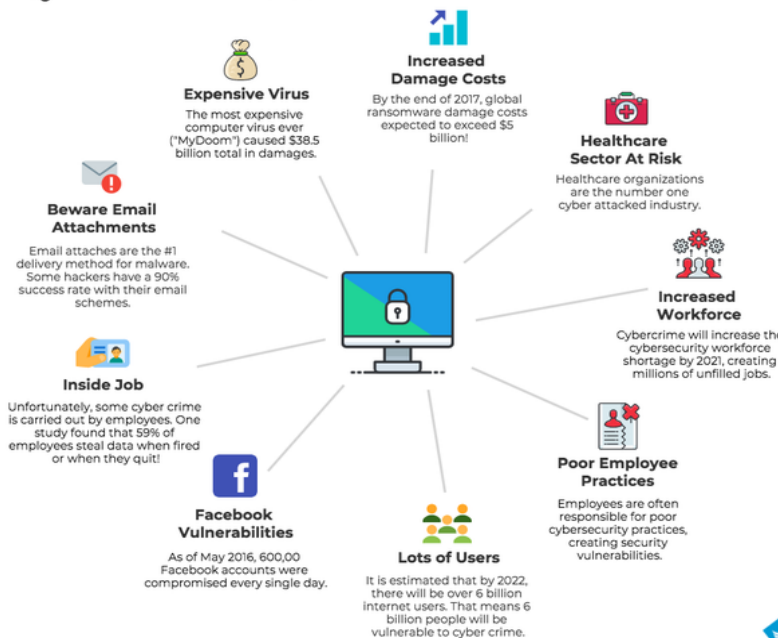 Increased
Damage Costs
By the end of 2017, global
ransomware damage costs
expected to exceed $5
billion!
Expensive Virus
The most expensive
computer virus ever
("MyDoom") caused $38.5
billion total in damages.
Healthcare
Sector At Risk
Healthcare organizations
are the number one
cyber attacked industry.
Beware Email
Attachments
Email attaches are the #1
delivery method for malware.
Some hackers have a 90%
success rate with their email
schemes.
Increased
Workforce
Cybercrime will increase the
cybersecurity workforce
shortage by 2021, creating
millions of unfilled jobs.
Inside Job
Unfortunately, some cyber crime
is carried out by employees. One
study found that 59% of
employees steal data when fired
or when they quit!
Poor Employee
Practices
Employees are often
responsible for poor
cybersecurity practices,
creating security
vulnerabilities.
Facebook
Vulnerabilities
As of May 2016, 600,00
Facebook accounts were
compromised every single day.
Lots of Users
It is estimated that by 2022,
there will be over 6 billion
internet users. That means 6
billion people will be
vulnerable to cyber crime.